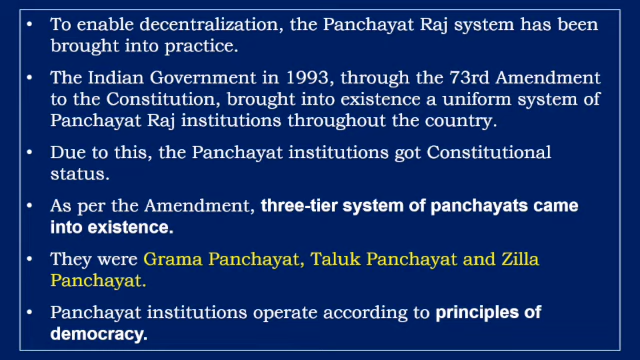 • To enable decentralization, the Panchayat Raj system has been
brought into practice.
• The Indian Government in 1993, through the 73rd Amendment
to the Constitution, brought into existence a uniform system of
Panchayat Raj institutions throughout the country.
• Due to this, the Panchayat institutions got Constitutional
status.
• As per the Amendment, three-tier system of panchayats came
into existence.
• They were Grama Panchayat, Taluk Panchayat and Zilla
Panchayat.
• Panchayat institutions operate according to principles of
democracy.